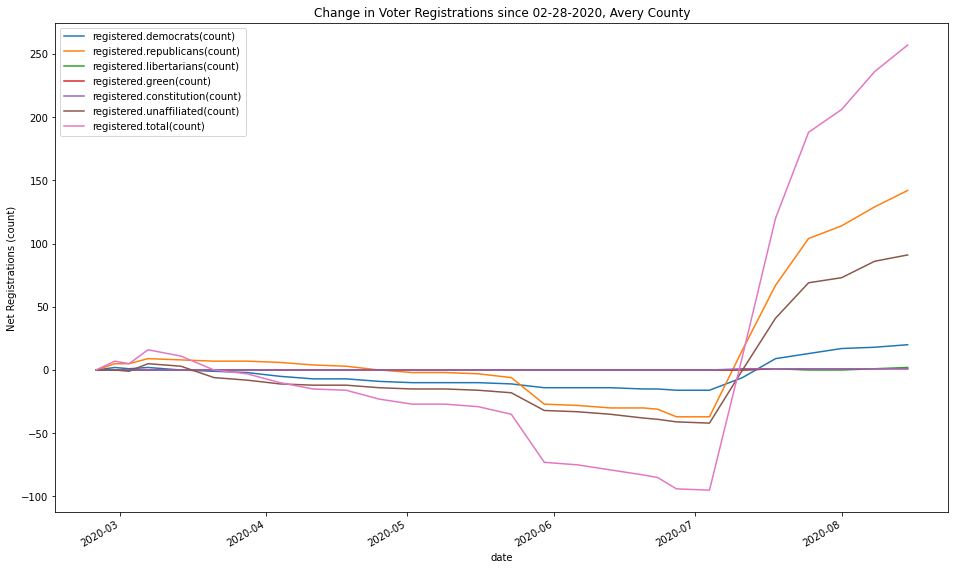 Change in Voter Registrations since 02-28-2020, Avery County
registered.democrats(count)
registered.republicans(count)
registered.libertarians(count)
registered.green(count)
registered.constitution(count)
registered.unaffiliated(count)
registered.total(count)
Net Registrations (count)
250
200
150
100
50
0
−50
−100
2020-03
2020-04
2020-05
2020-06
2020-07
2020-08
date